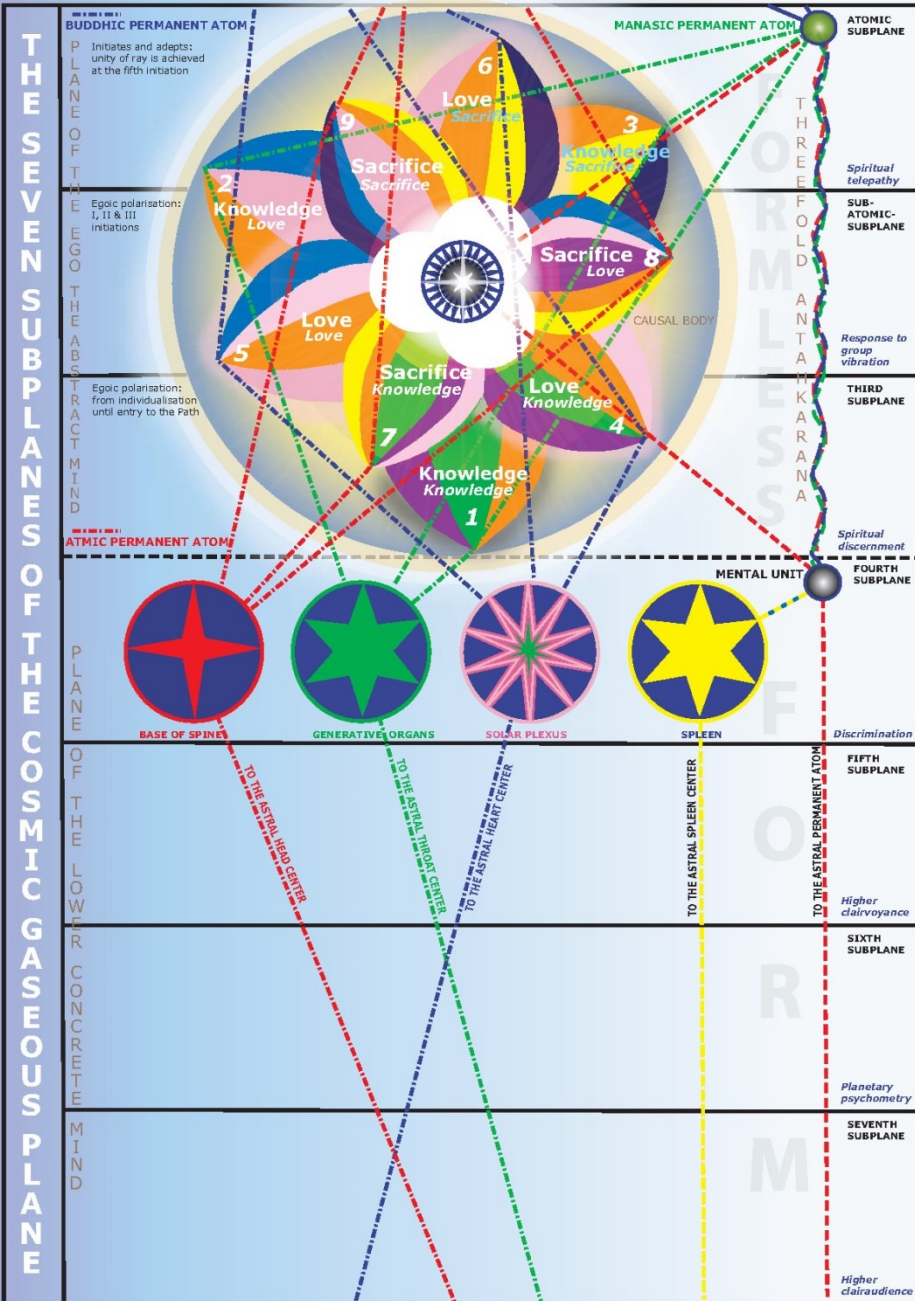 THE SEVEN SUBPLANES OF THE COSMIC GASEOUS PLANE
PLANE OF THE EGO THE ABSTRACT MIND
BUDDHIC PERMANENT ATOM
Initiates and adepts:
unity of ray is achieved
at the fifth initiation
MANASIC PERMANENT ATOM
ATOMIC
SUBPLANE
FORMLESS
THREEFOLD ANTAHKARANA
6
Love
Sacrifice
9
Sacrifice
Sacrifice
3
Knowledge
Sacrifice
2
Knowledge
Love
Spiritual
telepathy
Egoic polarisation:
I, II & III
initiations
SUB-
ATOMIC-
SUBPLANE
Sacrifice 8
Love
CAUSAL BODY
Love
Love
5
Response to
group
vibration
Egoic polarisation:
from individualisation
until entry to the Path
THIRD
SUBPLANE
Sacrifice
Knowledge
7
Love
Knowledge
4
Knowledge
Knowledge
1
ATMIC PERMANENT ATOM
Spiritual
discernment
MENTAL UNIT
FOURTH
SUBPLANE
PLANE OF THE LOWER CONCRETE MIND
FORM
BASE OF SPINE
GENERATIVE ORGANS
SOLAR PLEXUS
SPLEEN
Discrimination
TO THE ASTRAL HEAD CENTER
TO THE ASTRAL THROAT CENTER
TO THE ASTRAL HEART CENTER
TO THE ASTRAL SPLEEN CENTER
TO THE ASTRAL PERMANENT ATOM
FIFTH
SUBPLANE
Higher
clairvoyance
SIXTH
SUBPLANE
Planetary
psychometry
SEVENTH
SUBPLANE
Higher
clairaudience